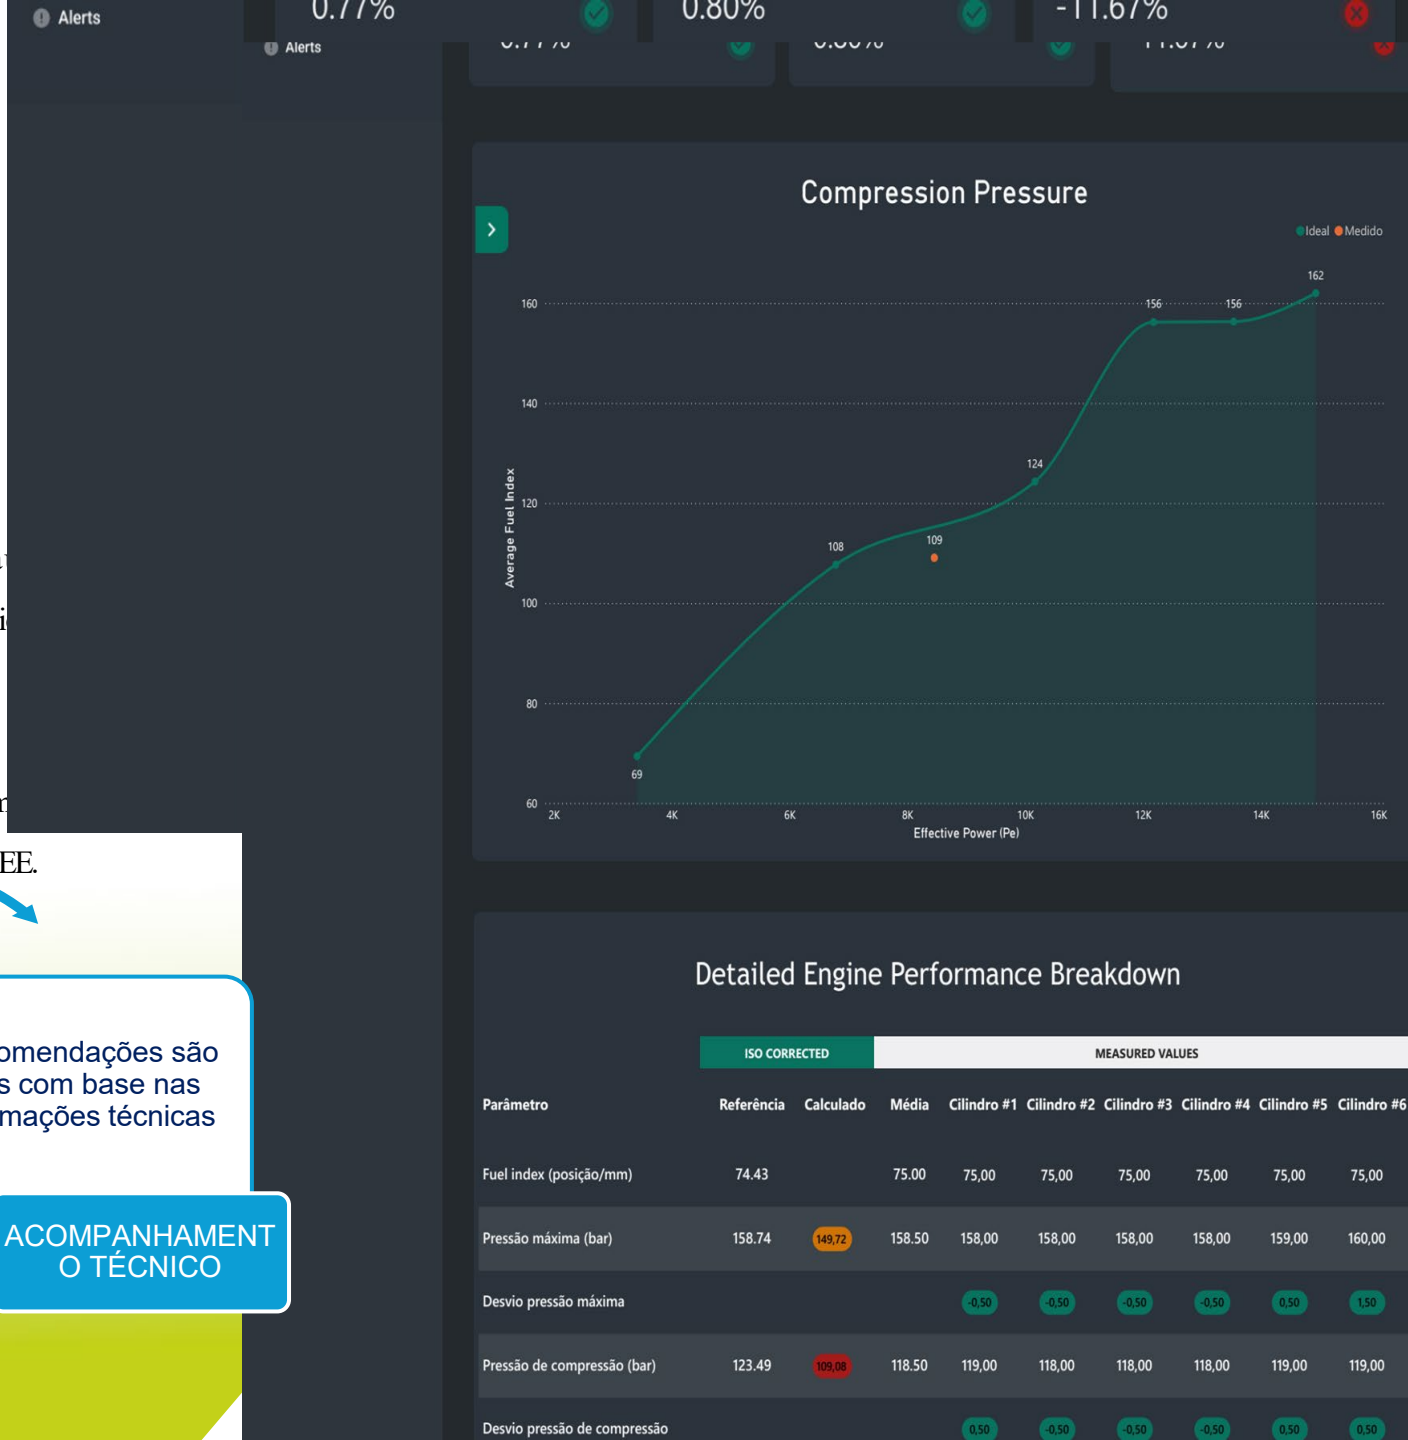 Alerts
0.77%
0.80%
-11.67%
Alerts
Compression Pressure
Ideal Medido
162
160
156
156
140
124
Average Fuel Index
120
109
108
100
80
69
60
2K 4K 6K 8K 10K 12K 14K 16K
Effective Power (Pe)
EE.
omendações são
s com base nas
mações técnicas
ACOMPANHAMENT
O TÉCNICO
Detailed Engine Performance Breakdown
ISO CORRECTED MEASURED VALUES
Parâmetro Referência Calculado Média Cilindro #1 Cilindro #2 Cilindro #3 Cilindro #4 Cilindro #5 Cilindro #6
Fuel index (posição/mm) 74.43 75.00 75,00 75,00 75,00 75,00 75,00 75,00
Pressão máxima (bar) 158.74 149,72 158.50 158,00 158,00 158,00 158,00 159,00 160,00
Desvio pressão máxima -0,50 -0,50 -0,50 -0,50 0,50 1,50
Pressão de compressão (bar) 123.49 109,08 118.50 119,00 118,00 118,00 118,00 119,00 119,00
Desvio pressão de compressão 0,50 -0,50 -0,50 -0,50 0,50 0,50